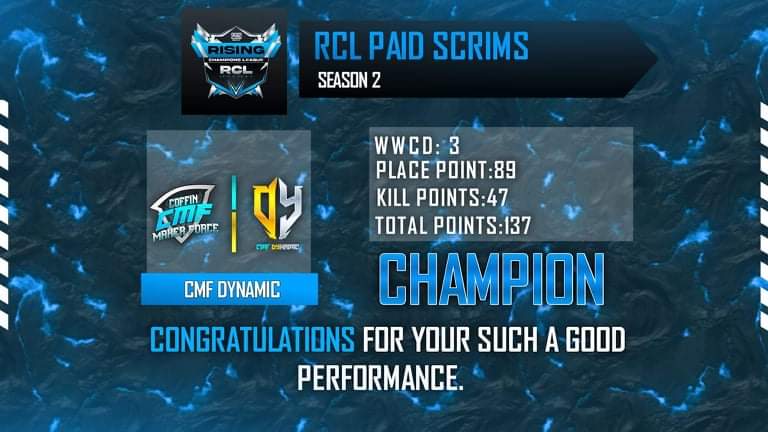 RISING
CHAMPIONS LEAGUE
RCL
RCL PAID SCRIMS
SEASON 2
WWCD: 3
PLACE POINT:89
KILL POINTS:47
TOTAL POINTS:137
COFFIN
CMF
MAKER FORCE
DY
CMF DYNAMIC
CMF DYNAMIC
CHAMPION
CONGRATULATIONS FOR YOUR SUCH A GOOD
PERFORMANCE.